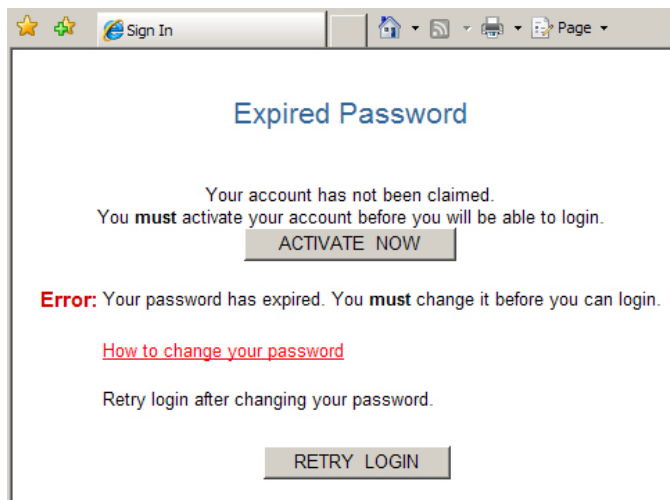 Sign In
Page
Expired Password
Your account has not been claimed.
You must activate your account before you will be able to login.
ACTIVATE NOW
Error: Your password has expired. You must change it before you can login.
How to change your password
Retry login after changing your password.
RETRY LOGIN